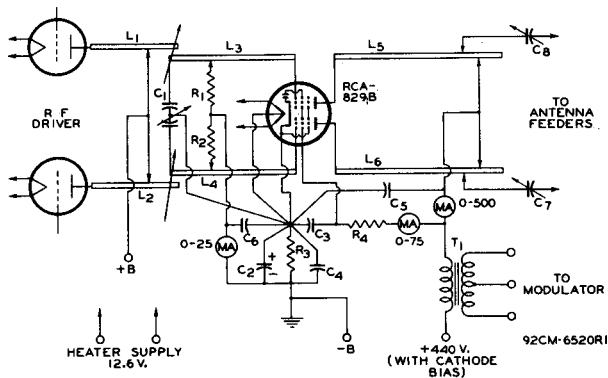 L1
L3
L5
C8
C1
R1
RCA-
829B
R F
DRIVER
TO
ANTENNA
FEEDERS
R2
L2
L4
L6
C7
C5
MA
0-500
C6
C3
R4
MA
0-75
0-25
MA
C2
+
-
R3
C4
T1
+B
TO
MODULATOR
HEATER SUPPLY
12.6 V.
-B
+440 V.
(WITH CATHODE
BIAS)
92CM-6520R1